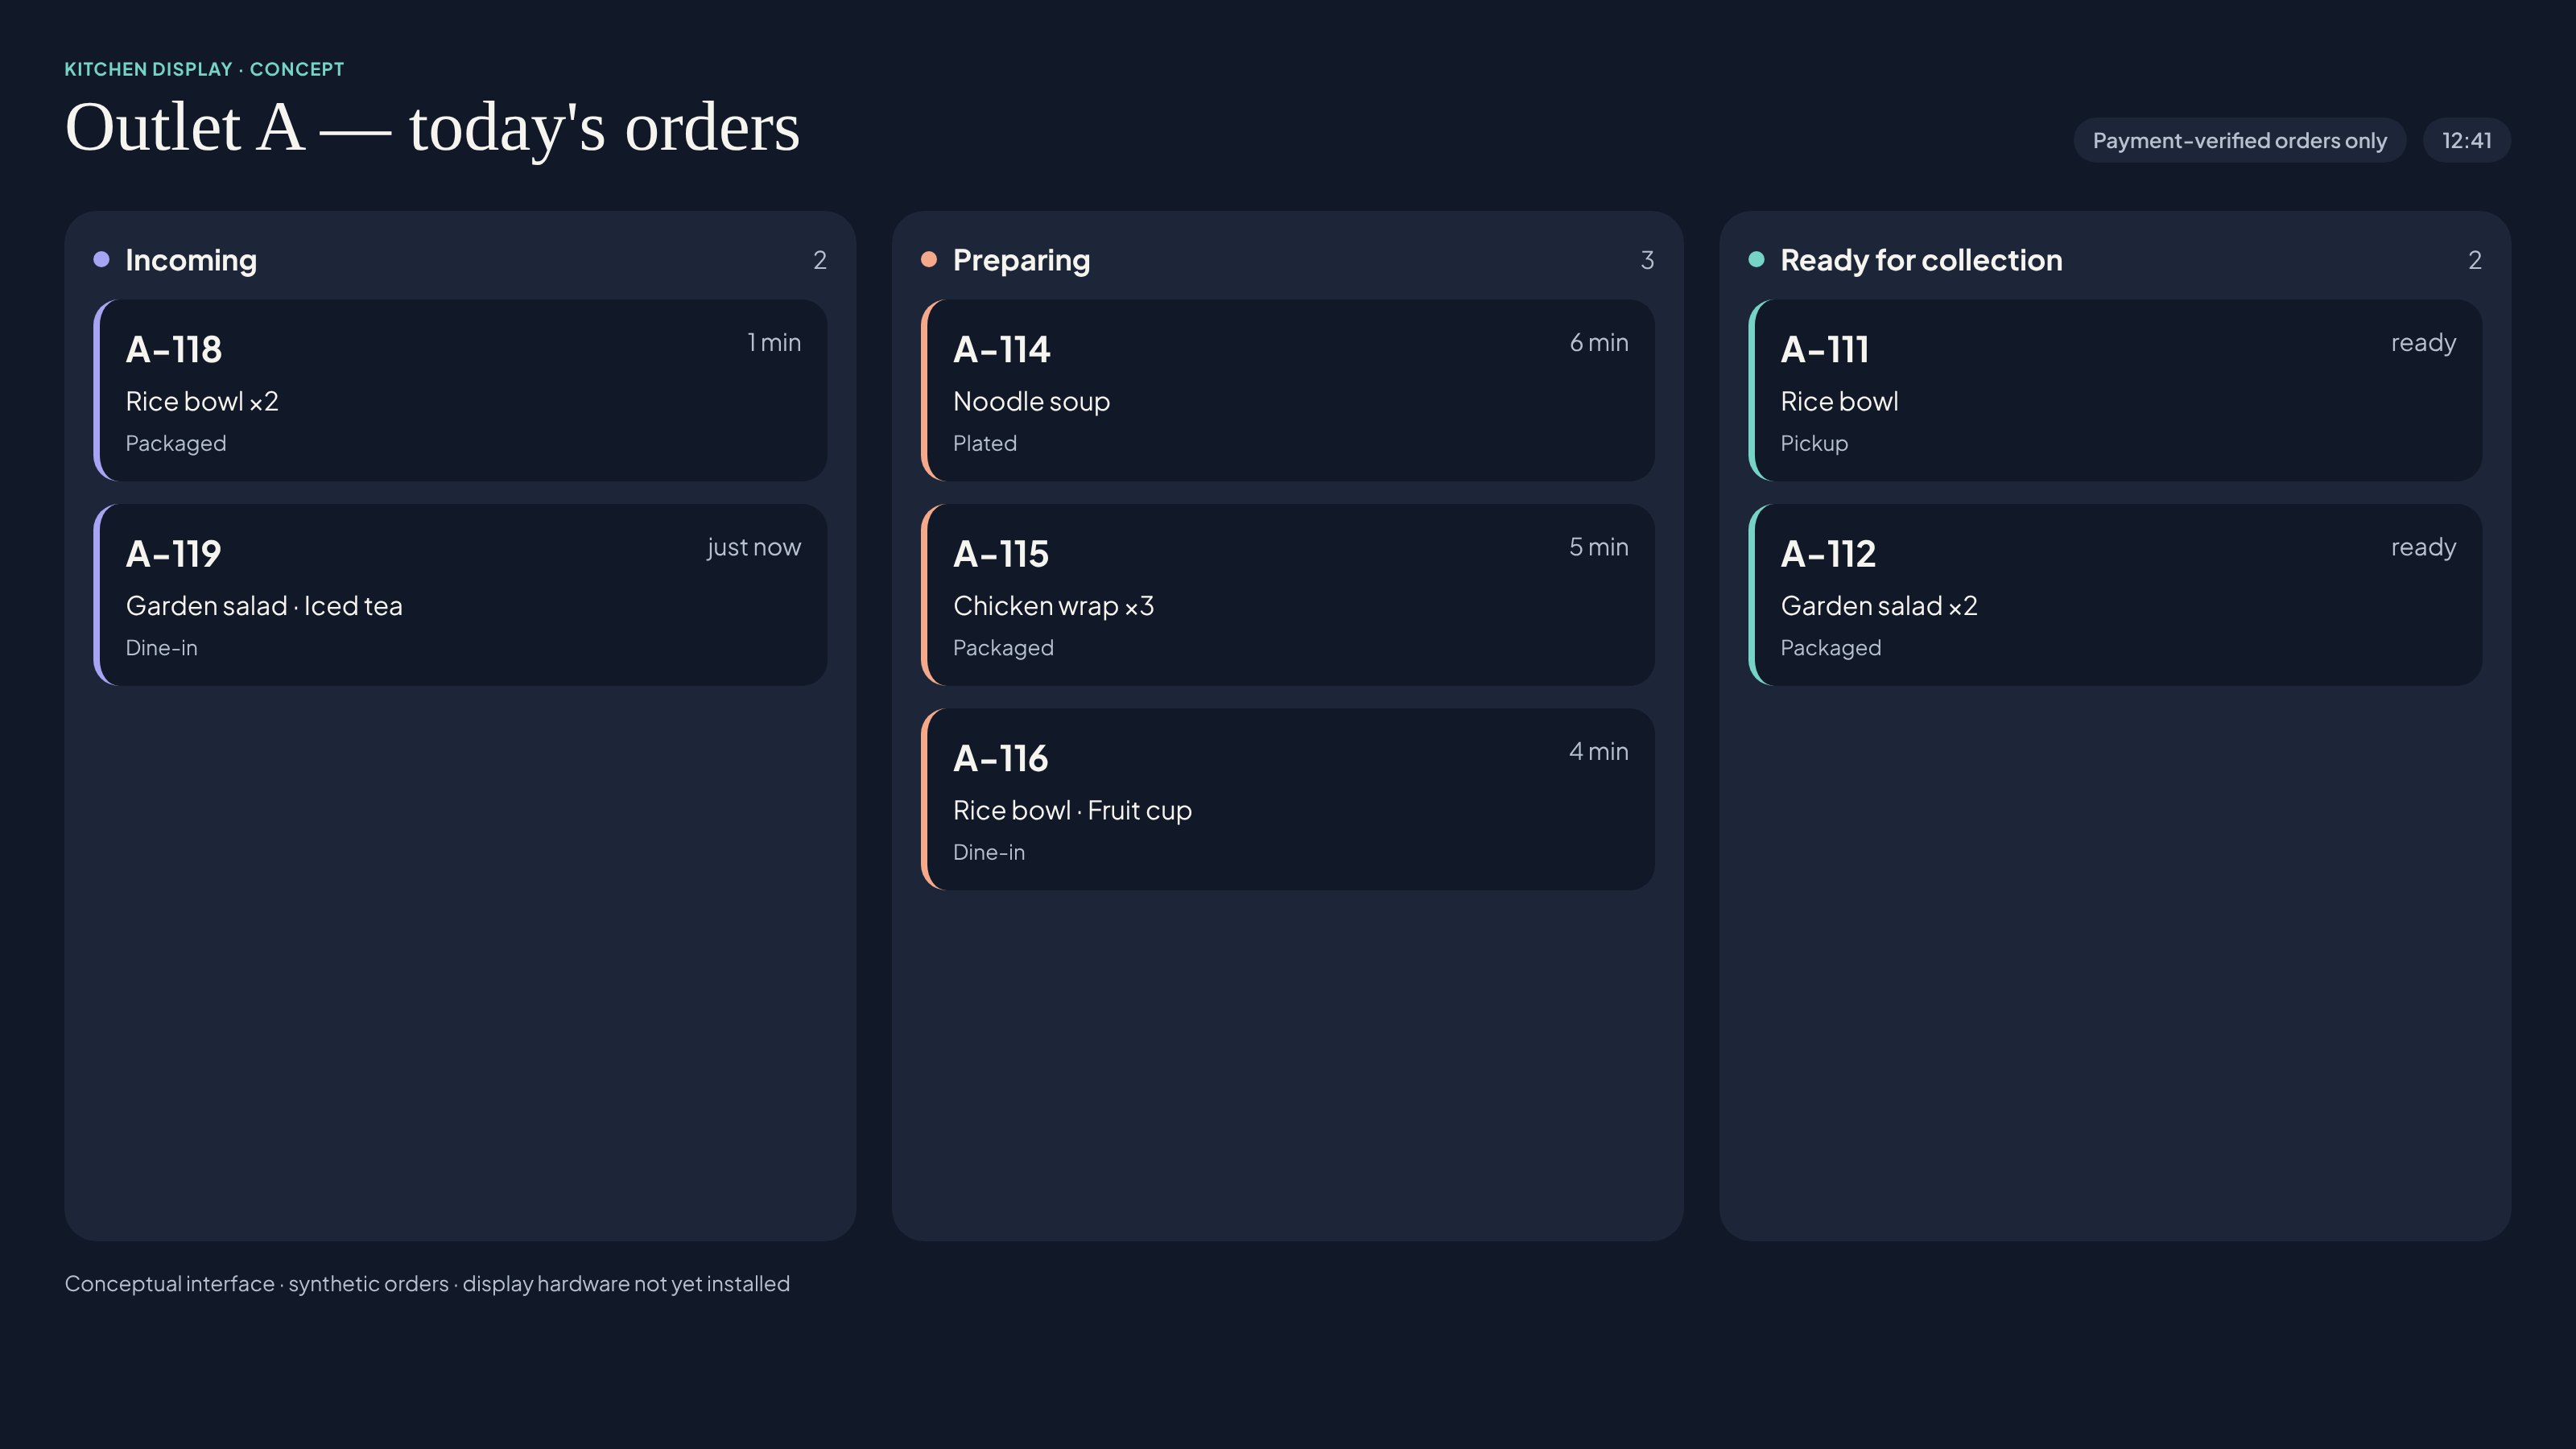 KITCHEN DISPLAY · CONCEPT
Outlet A — today's orders
Payment-verified orders only
12:41
Incoming 2
A-118 1 min
Rice bowl ×2
Packaged
A-119 just now
Garden salad · Iced tea
Dine-in
Preparing 3
A-114 6 min
Noodle soup
Plated
A-115 5 min
Chicken wrap ×3
Packaged
A-116 4 min
Rice bowl · Fruit cup
Dine-in
Ready for collection 2
A-111 ready
Rice bowl
Pickup
A-112 ready
Garden salad ×2
Packaged
Conceptual interface · synthetic orders · display hardware not yet installed